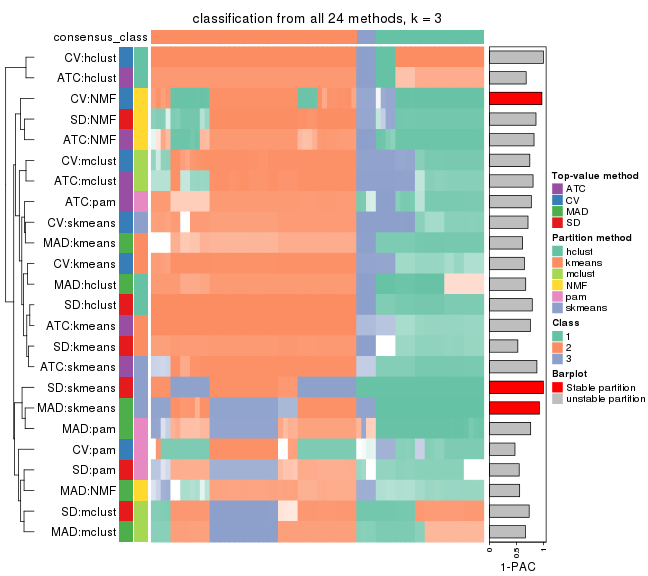 classification from all 24 methods, k = 3
consensus_class
CV:hclust
ATC:hclust
CV:NMF
SD:NMF
ATC:NMF
CV:mclust
ATC:mclust
ATC:pam
CV:skmeans
MAD:kmeans
CV:kmeans
MAD:hclust
SD:hclust
ATC:kmeans
SD:kmeans
ATC:skmeans
SD:skmeans
MAD:skmeans
MAD:pam
CV:pam
SD:pam
MAD:NMF
SD:mclust
MAD:mclust
0
0.5
1
1-PAC
Top-value method
ATC
CV
MAD
SD
Partition method
hclust
kmeans
mclust
NMF
pam
skmeans
Class
1
2
3
Barplot
Stable partition
unstable partition